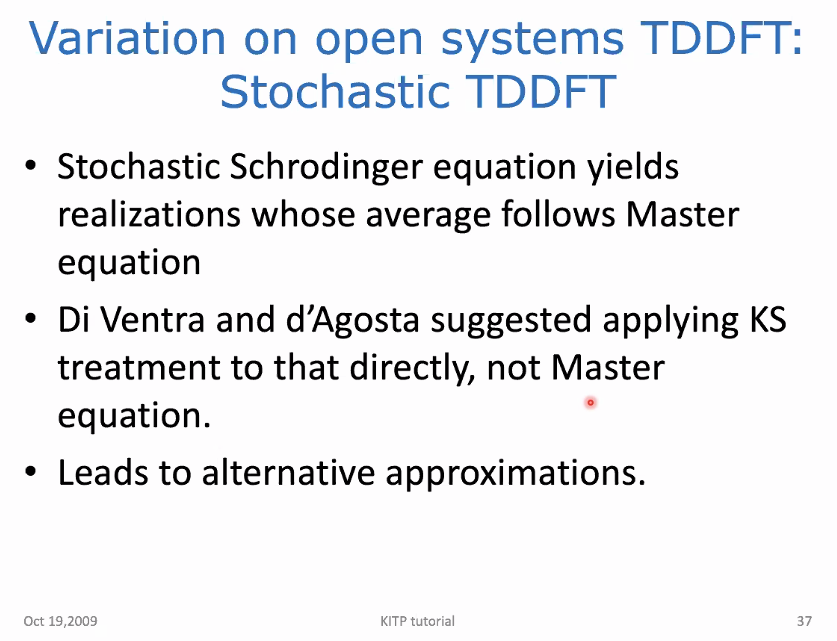 Variation on open systems TDDFT:
Stochastic TDDFT
• Stochastic Schrodinger equation yields
realizations whose average follows Master
equation
• Di Ventra and d’Agosta suggested applying KS
treatment to that directly, not Master
equation.
• Leads to alternative approximations.
Oct 19,2009 KITP tutorial 37